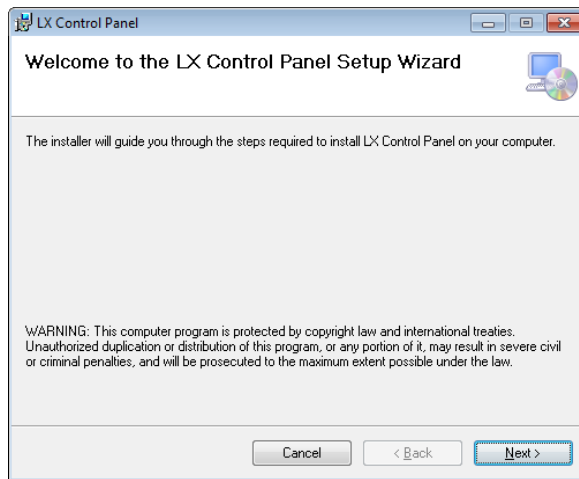 LX Control Panel
Welcome to the LX Control Panel Setup Wizard
The installer will guide you through the steps required to install LX Control Panel on your computer.
WARNING: This computer program is protected by copyright law and international treaties.
Unauthorized duplication or distribution of this program, or any portion of it, may result in severe civil
or criminal penalties, and will be prosecuted to the maximum extent possible under the law.
Cancel
< Back
Next >